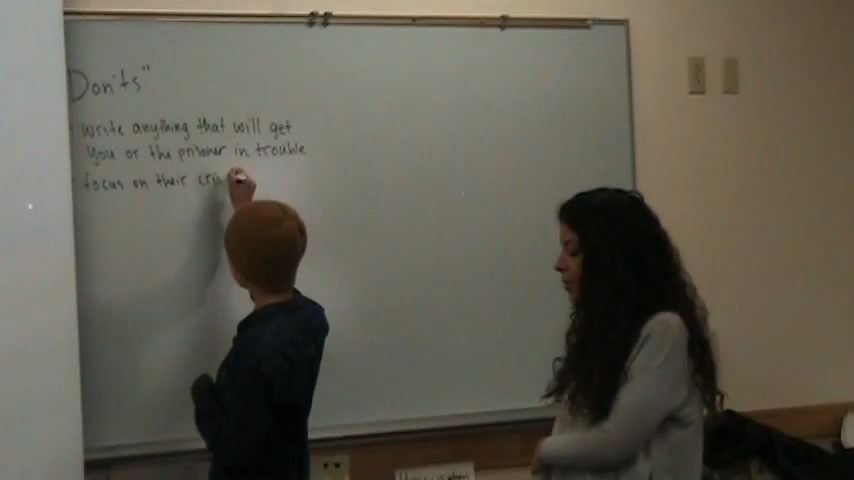 Don'ts"
· write anything that will get
you or the prisoner in trouble
· focus on their cri